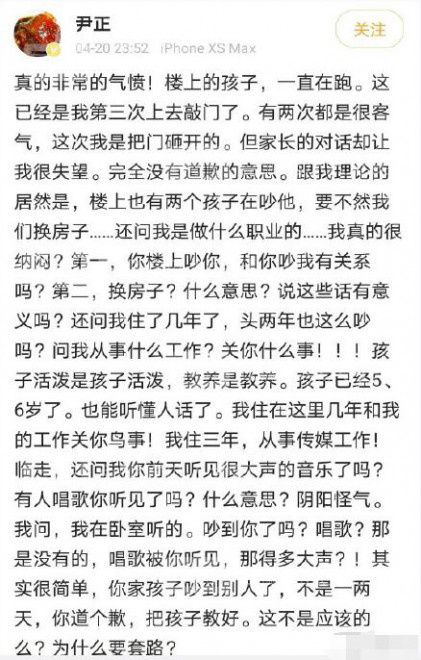 尹正
04-20 23:52 iPhone XS Max
关注
真的非常的气愤！楼上的孩子，一直在跑。这
已经是我第三次上去敲门了。有两次都是很客
气，这次我是把门砸开的。但家长的对话却让
我很失望。完全没有道歉的意思。跟我理论的
居然是，楼上也有两个孩子在吵他，要不然我
们换房子......还问我是做什么职业的......我真的很
纳闷？第一，你楼上吵你，和你吵我有关系
吗？第二，换房子？什么意思？说这些话有意
义吗？还问我住了几年了，头两年也这么吵
吗？问我从事什么工作？关你什么事！！！孩
子活泼是孩子活泼，教养是教养。孩子已经5、
6岁了。也能听懂人话了。我住在这里几年和我
的工作关你鸟事！我住三年，从事传媒工作！
临走，还问我你前天听见很大声的音乐了吗？
有人唱歌你听见了吗？什么意思？阴阳怪气。
我问，我在卧室听的。吵到你了吗？唱歌？那
是没有的，唱歌被你听见，那得多大声？！其
实很简单，你家孩子吵到别人了，不是一两
天，你道个歉，把孩子教好。这不是应该的
么？为什么要套路？